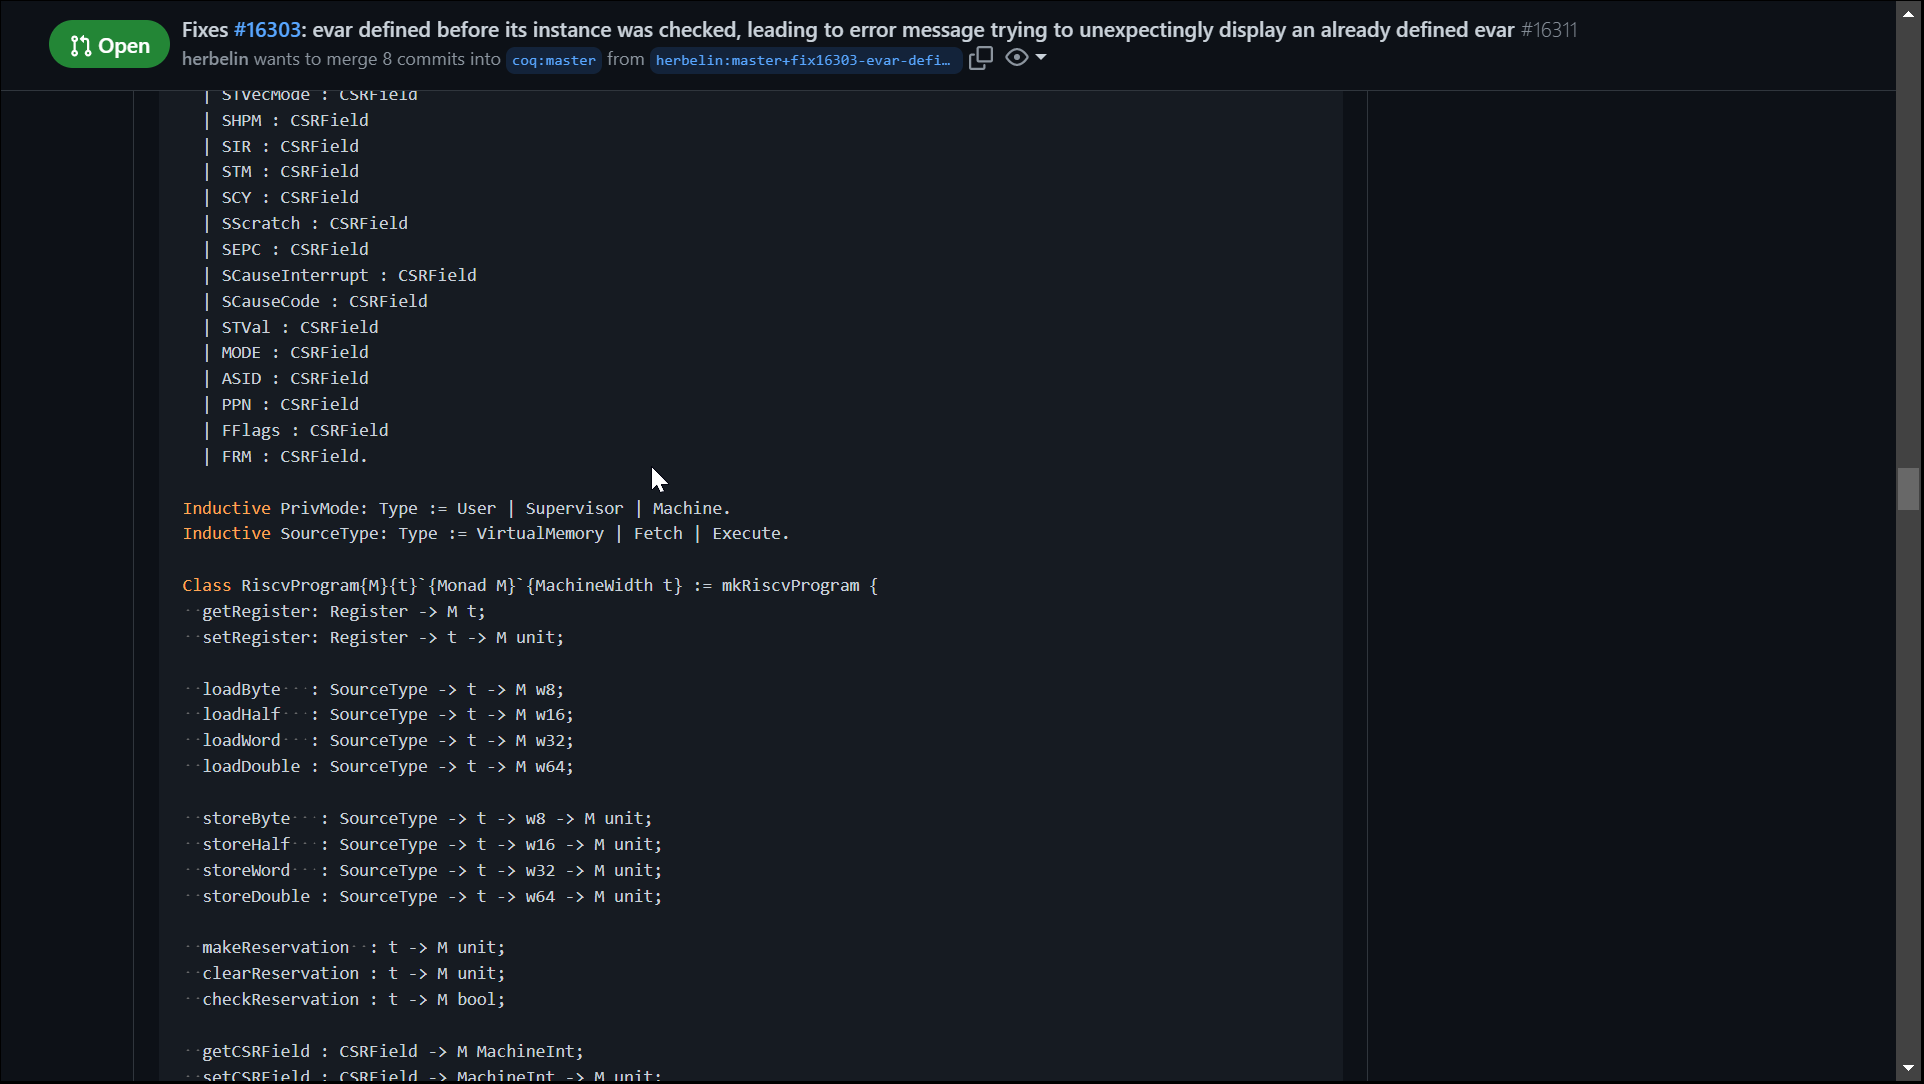 Open
Fixes #16303: evar defined before its instance was checked, leading to error message trying to unexpectingly display an already defined evar #16311
herbelin wants to merge 8 commits into coq:master from herbelin:master+fix16303-evar-defi…
| STVecMode : CSRField
| SHPM : CSRField
| SIR : CSRField
| STM : CSRField
| SCY : CSRField
| SScratch : CSRField
| SEPC : CSRField
| SCauseInterrupt : CSRField
| SCauseCode : CSRField
| STVal : CSRField
| MODE : CSRField
| ASID : CSRField
| PPN : CSRField
| FFlags : CSRField
| FRM : CSRField.
Inductive PrivMode: Type := User | Supervisor | Machine.
Inductive SourceType: Type := VirtualMemory | Fetch | Execute.
Class RiscvProgram{M}{t}`{Monad M}`{MachineWidth t} := mkRiscvProgram {
getRegister: Register -> M t;
setRegister: Register -> t -> M unit;
loadByte   : SourceType -> t -> M w8;
loadHalf   : SourceType -> t -> M w16;
loadWord   : SourceType -> t -> M w32;
loadDouble : SourceType -> t -> M w64;
storeByte   : SourceType -> t -> w8 -> M unit;
storeHalf   : SourceType -> t -> w16 -> M unit;
storeWord   : SourceType -> t -> w32 -> M unit;
storeDouble : SourceType -> t -> w64 -> M unit;
makeReservation  : t -> M unit;
clearReservation : t -> M unit;
checkReservation : t -> M bool;
getCSRField : CSRField -> M MachineInt;
setCSRField : CSRField -> MachineInt -> M unit;